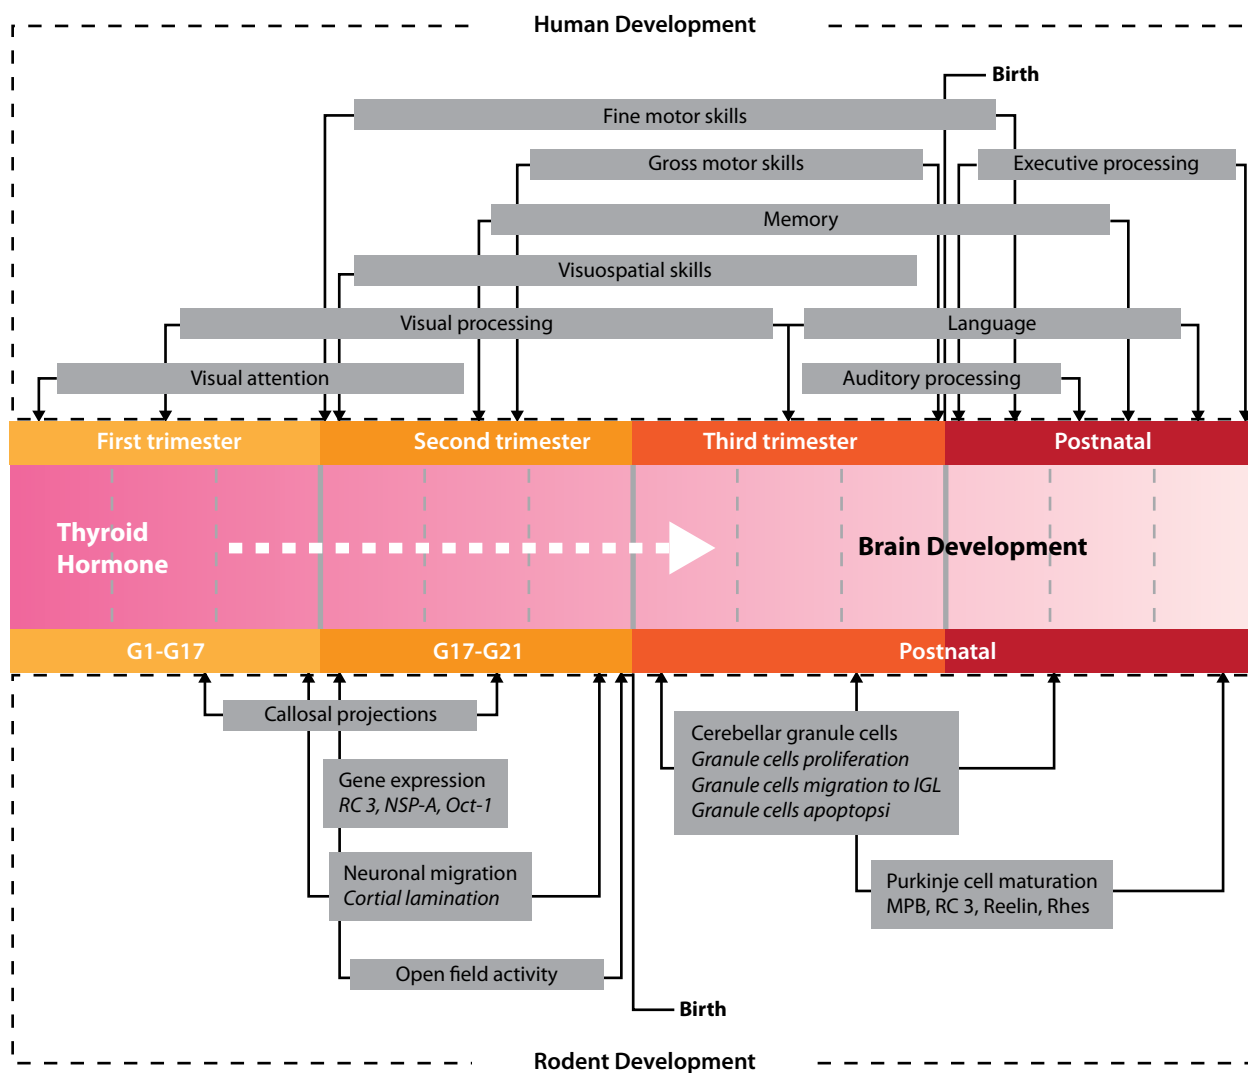 Human Development
Birth
Fine motor skills
Gross motor skills
Executive processing
Memory
Visuospatial skills
Visual processing
Language
Visual attention
Auditory processing
First trimester
Second trimester
Third trimester
Postnatal
Thyroid
Hormone
Brain Development
G1-G17
G17-G21
Postnatal
Callosal projections
Gene expression
RC 3, NSP-A, Oct-1
Neuronal migration
Cortial lamination
Open field activity
Cerebellar granule cells
Granule cells proliferation
Granule cells migration to IGL
Granule cells apoptopsi
Purkinje cell maturation
MPB, RC 3, Reelin, Rhes
Birth
Rodent Development